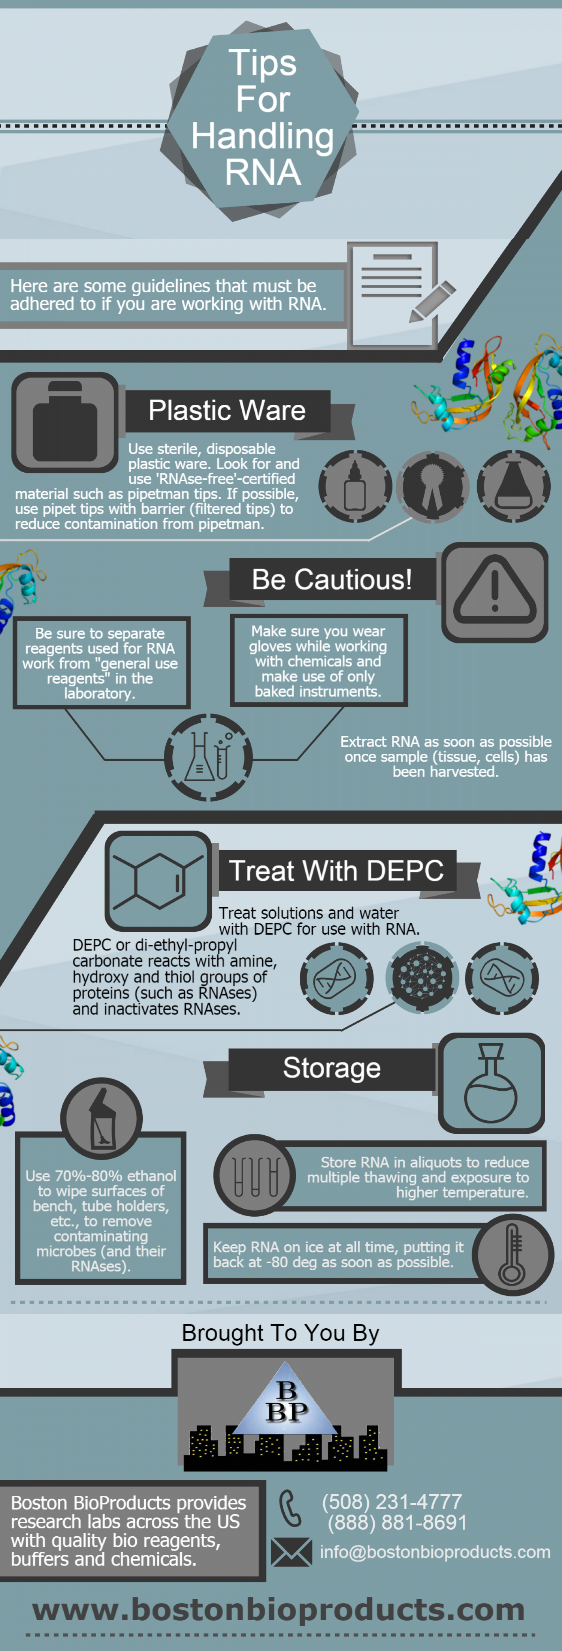 Tips
For
Handling
RNA
Here are some guidelines that must be
adhered to if you are working with RNA.
Plastic Ware
Use sterile, disposable
plastic ware. Look for and
use 'RNAse-free'-certified
material such as pipetman tips. If possible,
use pipet tips with barrier (filtered tips) to
reduce contamination from pipetman.
Be Cautious!
Be sure to separate
reagents used for RNA
work from "general use
reagents" in the
laboratory.
Make sure you wear
gloves while working
with chemicals and
make use of only
baked instruments.
Extract RNA as soon as possible
once sample (tissue, cells) has
been harvested.
Treat With DEPC
Treat solutions and water
with DEPC for use with RNA.
DEPC or di-ethyl-propyl
carbonate reacts with amine,
hydroxy and thiol groups of
proteins (such as RNAses)
and inactivates RNAses.
Storage
Use 70%-80% ethanol
to wipe surfaces of
bench, tube holders,
etc., to remove
contaminating
microbes (and their
RNAses).
Store RNA in aliquots to reduce
multiple thawing and exposure to
higher temperature.
Keep RNA on ice at all time, putting it
back at -80 deg as soon as possible.
Brought To You By
B
BP
Boston BioProducts provides
research labs across the US
with quality bio reagents,
buffers and chemicals.
(508) 231-4777
(888) 881-8691
info@bostonbioproducts.com
www.bostonbioproducts.com